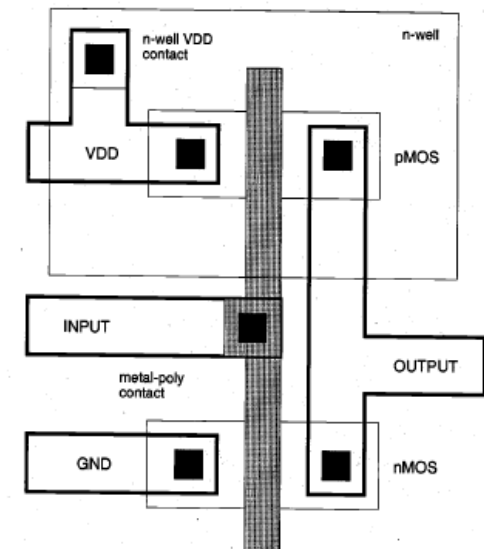 n-well VDD
contact
n-well
VDD
pMOS
INPUT
OUTPUT
metal-poly
contact
GND
nMOS